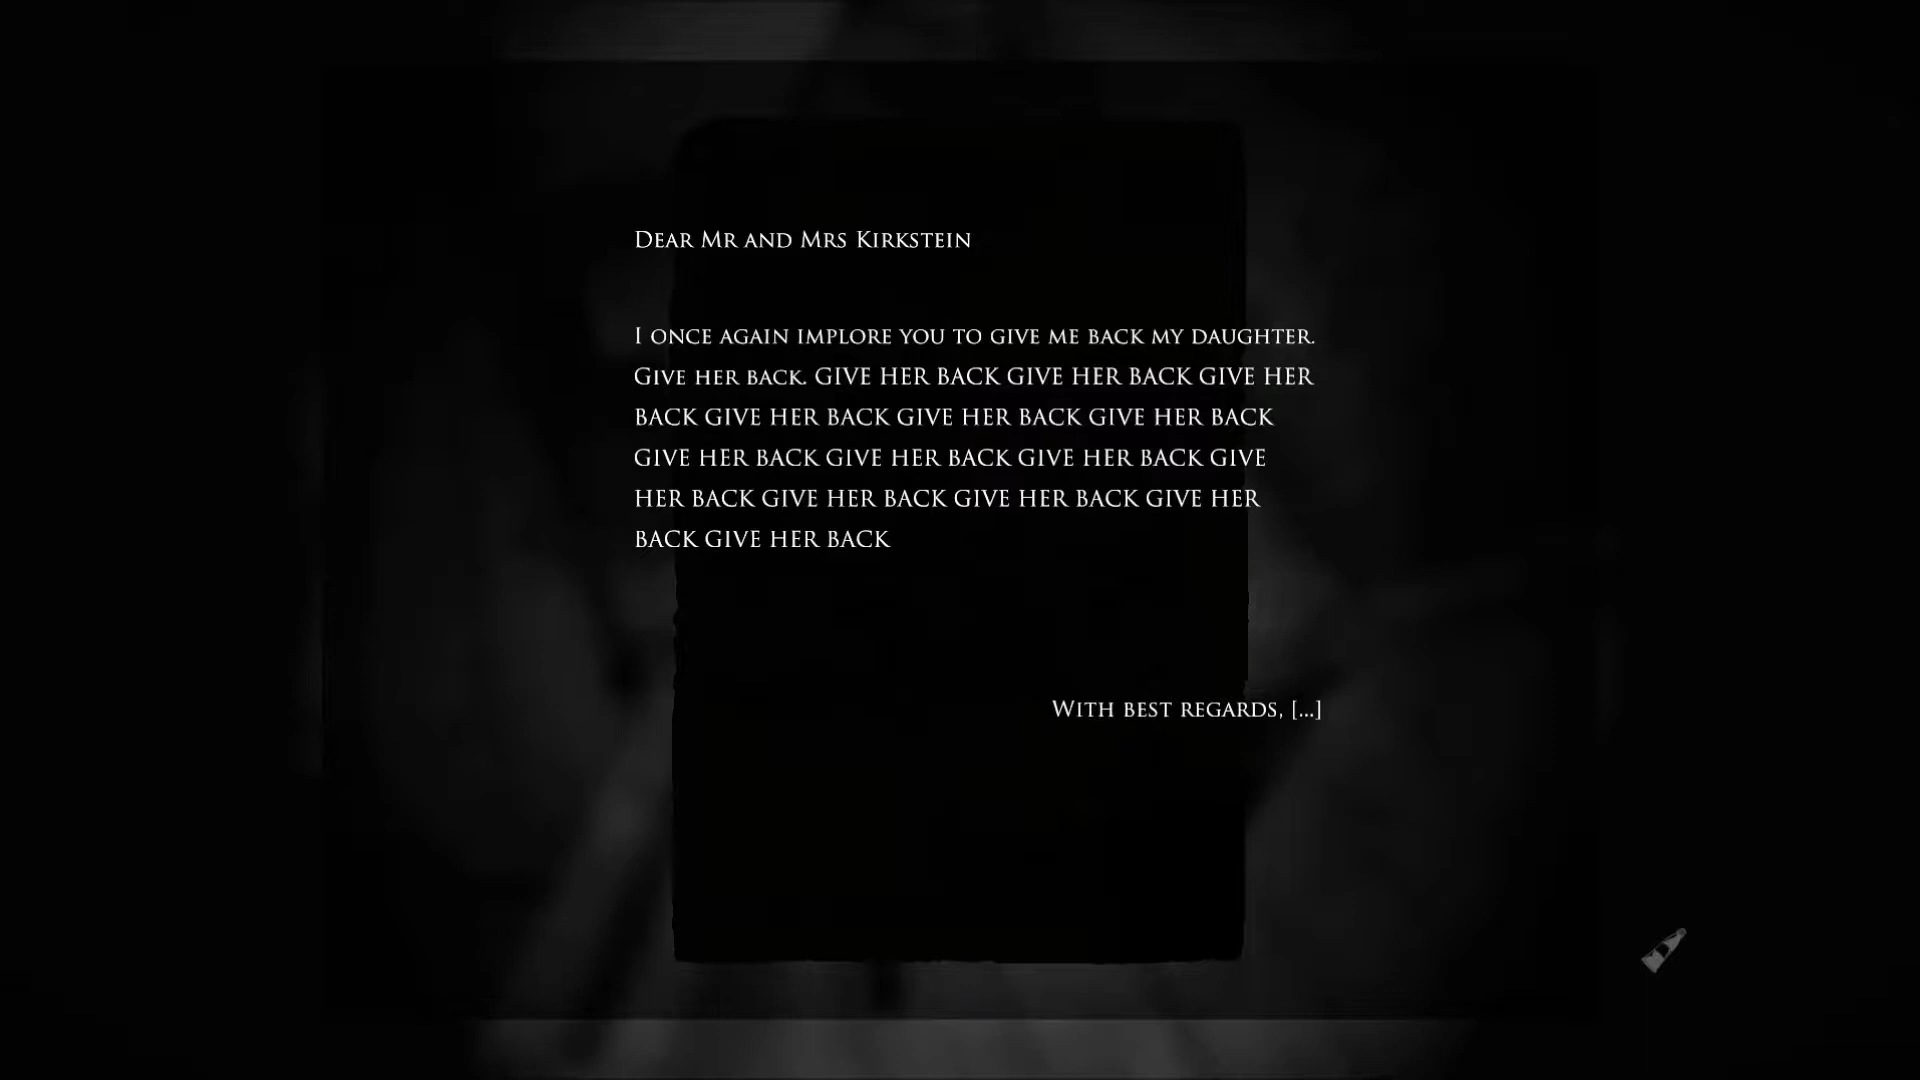 Dear Mr and Mrs Kirkstein
I once again implore you to give me back my daughter.
Give her back. GIVE HER BACK GIVE HER BACK GIVE HER
BACK GIVE HER BACK GIVE HER BACK GIVE HER BACK
GIVE HER BACK GIVE HER BACK GIVE HER BACK GIVE
HER BACK GIVE HER BACK GIVE HER BACK GIVE HER
BACK GIVE HER BACK
With best regards, [...]